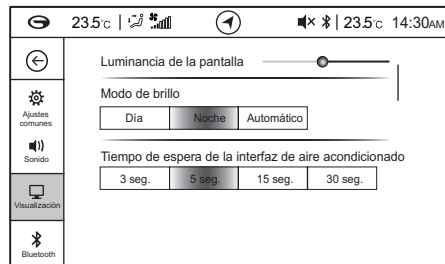 23.5°C
23.5°C 14:30AM
Luminancia de la pantalla
Modo de brillo
Día Noche Automático
Tiempo de espera de la interfaz de aire acondicionado
3 seg. 5 seg. 15 seg. 30 seg.
Ajustes
comunes
Sonido
Visualización
Bluetooth